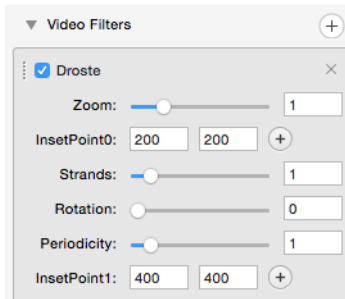 Video Filters
Droste
Zoom: 1
InsetPoint0: 200 200
Strands: 1
Rotation: 0
Periodicity: 1
InsetPoint1: 400 400